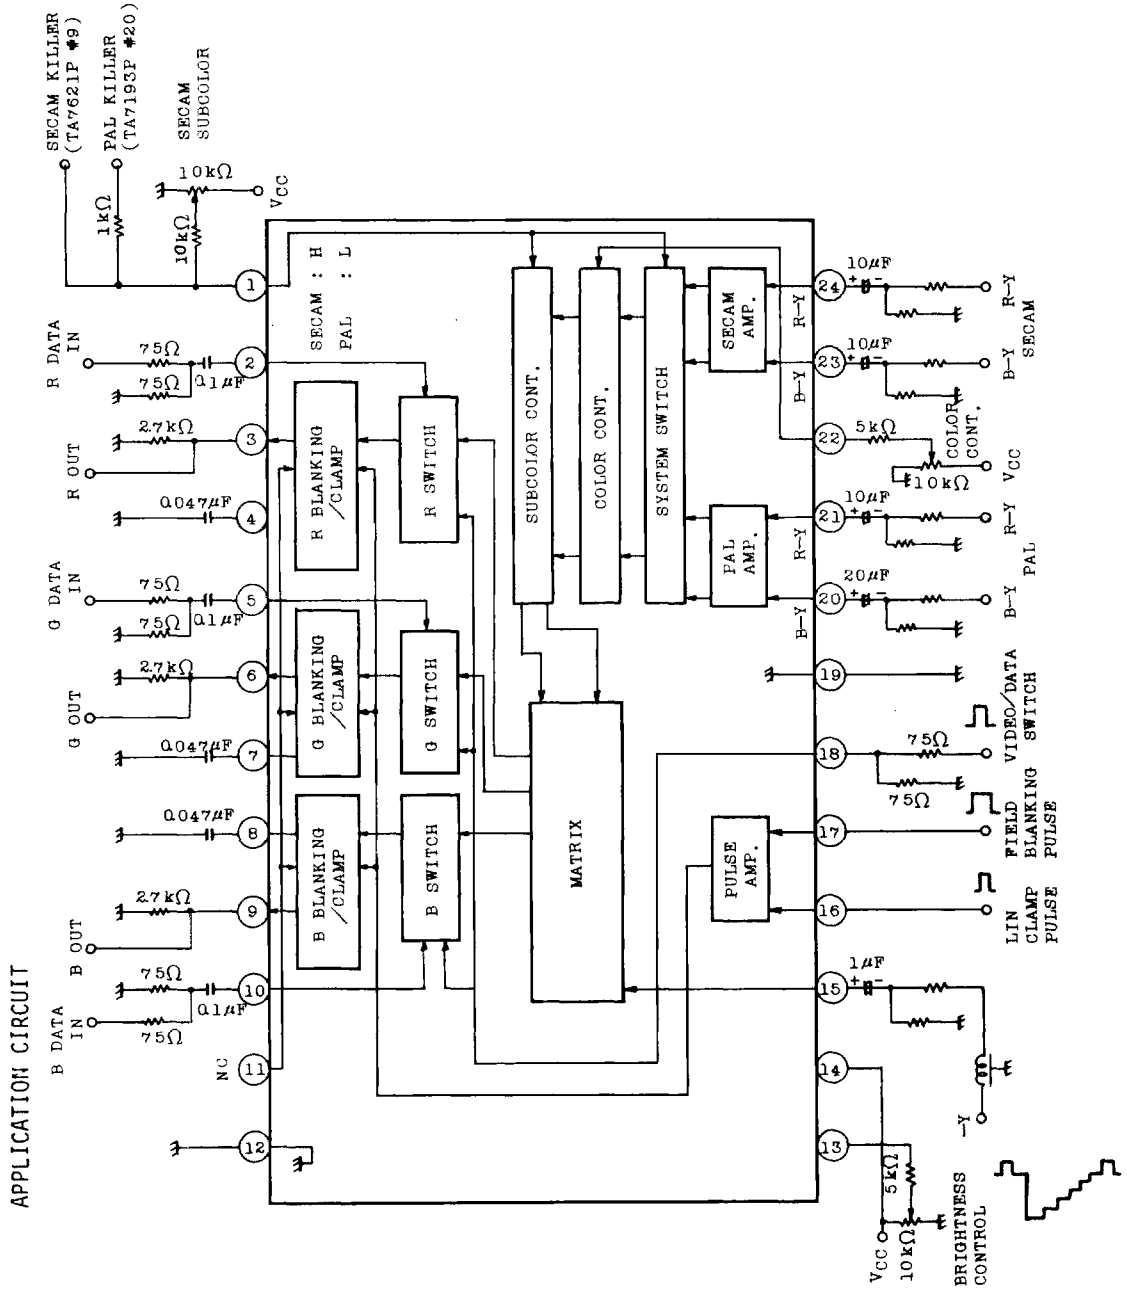 APPLICATION CIRCUIT
SECAM KILLER
(TA7621P #9)
PAL KILLER
(TA7193P #20)
SECAM
SUBCOLOR
1kΩ
10kΩ
10kΩ
VCC
R DATA
IN
75Ω
75Ω
0.1μF
R OUT
2.7kΩ
0.047μF
G DATA
IN
75Ω
75Ω
0.1μF
G OUT
2.7kΩ
0.047μF
0.047μF
B OUT
2.7kΩ
B DATA
IN
75Ω
75Ω
0.1μF
NC
1
2
3
4
5
6
7
8
9
10
11
12
SECAM : H
PAL : L
R BLANKING
/CLAMP
G BLANKING
/CLAMP
B BLANKING
/CLAMP
R SWITCH
G SWITCH
B SWITCH
SUBCOLOR CONT.
COLOR CONT.
SYSTEM SWITCH
SECAM
AMP.
PAL
AMP.
MATRIX
PULSE
AMP.
R-Y
B-Y
R-Y
B-Y
24
23
22
21
20
19
18
17
16
15
14
13
10μF
+ -
R-Y
10μF
+ -
B-Y
SECAM
5kΩ
COLOR
CONT.
10kΩ
VCC
10μF
+ -
R-Y
20μF
+ -
B-Y
PAL
VIDEO/DATA
SWITCH
75Ω
75Ω
FIELD
BLANKING
PULSE
LIN
CLAMP
PULSE
1μF
+ -
-Y
5kΩ
VCC
10kΩ
BRIGHTNESS
CONTROL